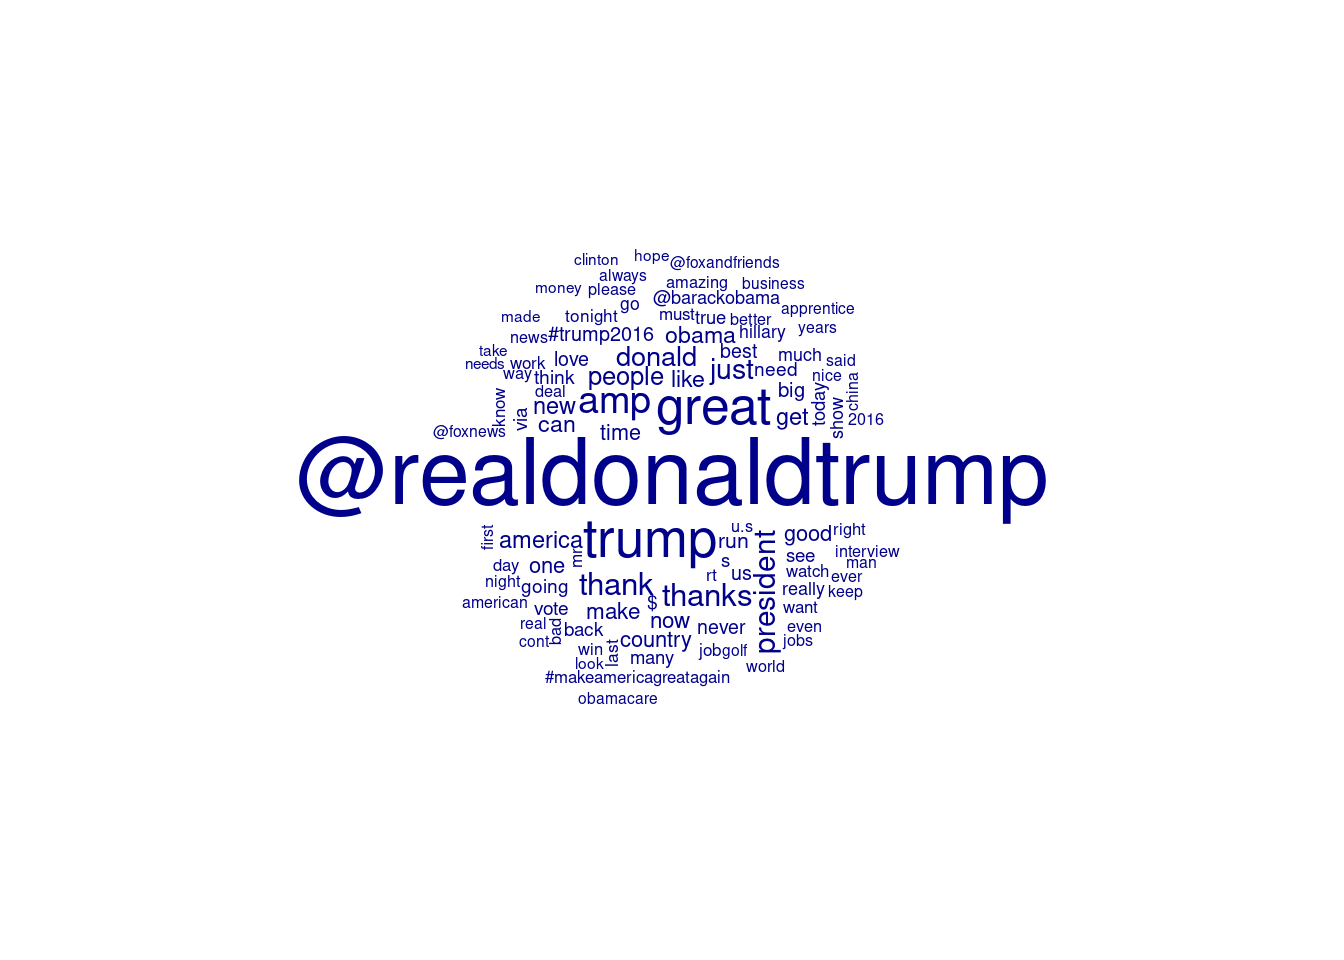 clinton hope @foxandfriends
always amazing business
money please @barackobama
go apprentice
made tonight must true better years
news #trump2016 obama hillary
take donald best much said
needs work love just need nice
way think people like big china
deal today
know via new amp great get show 2016
@foxnews can time
@realdonaldtrump
first america trump u.s run president good right
mr s see interview
day one rt us watch man
night going thank thanks really ever keep
american vote make $ want
real bad back now never even
cont country jobs
win last many job golf
look world
#makeamericagreatagain
obamacare